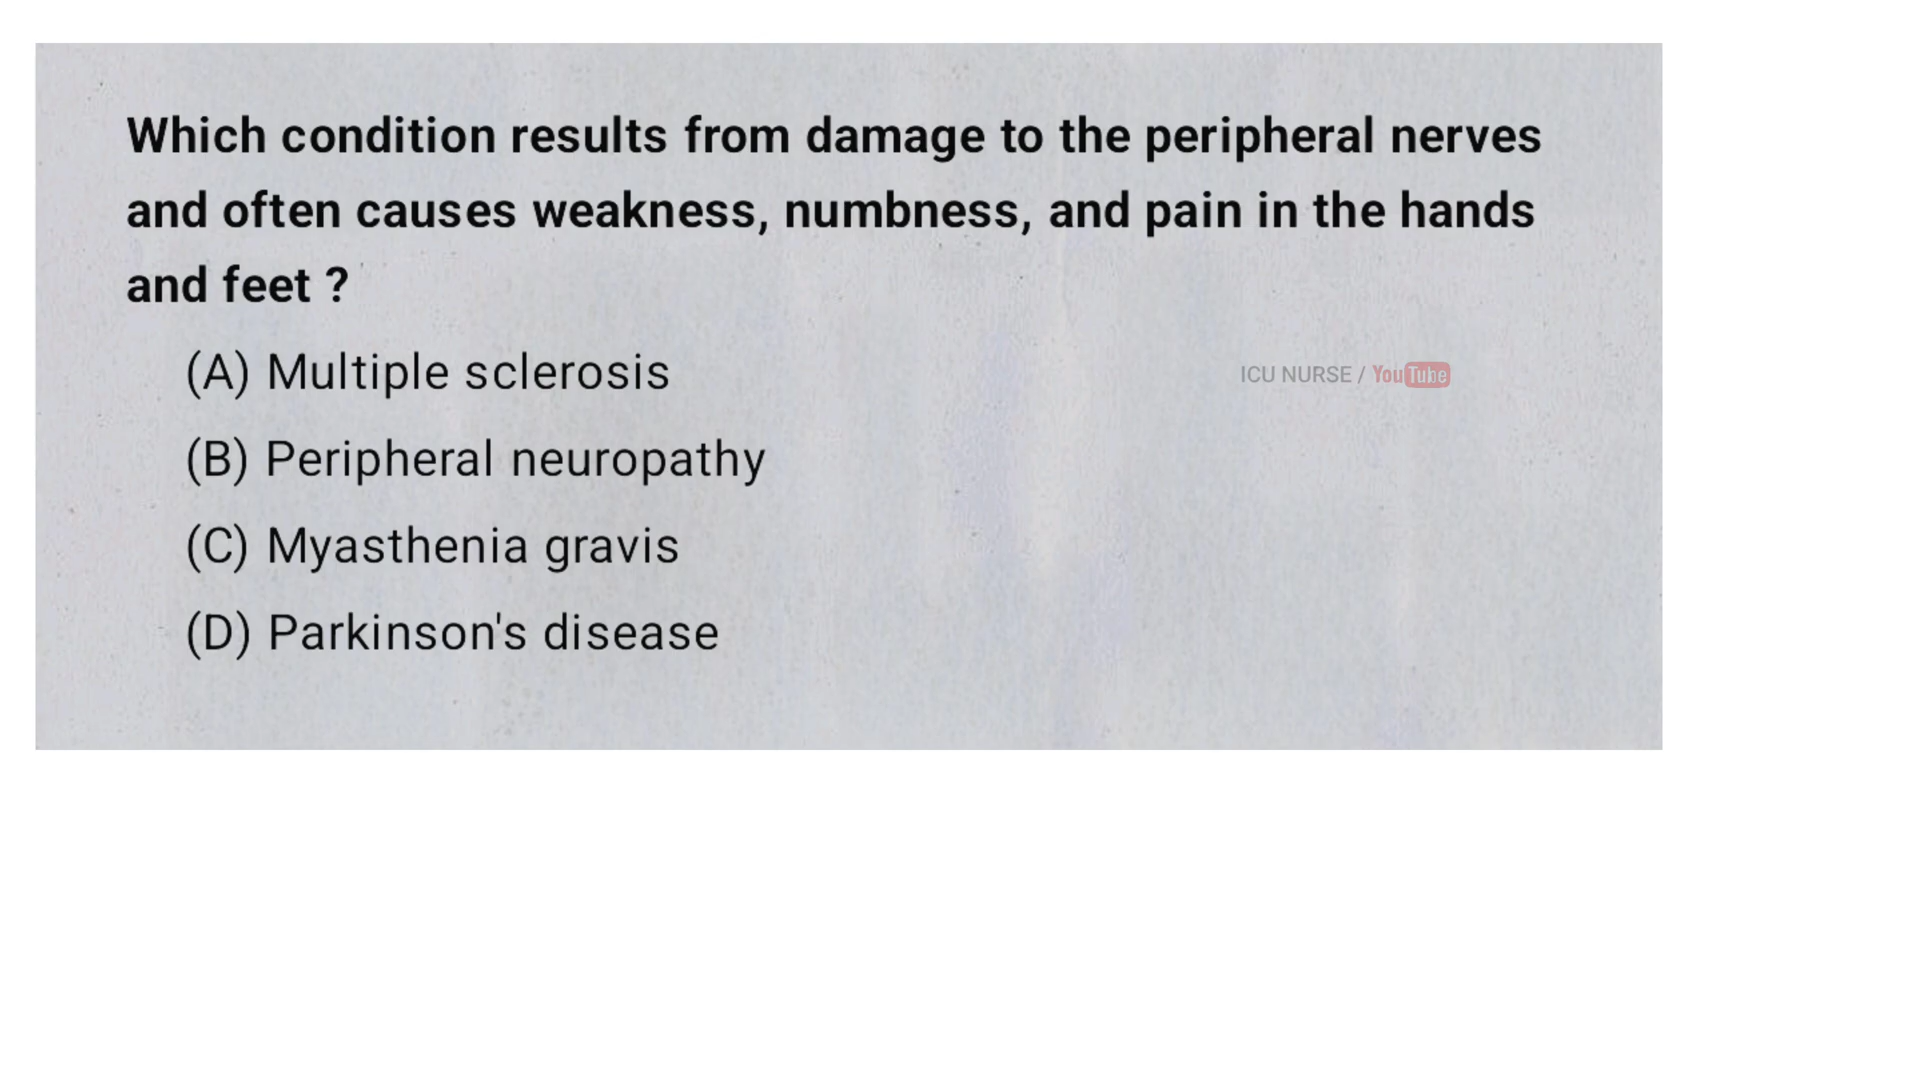 Which condition results from damage to the peripheral nerves
and often causes weakness, numbness, and pain in the hands
and feet ?
(A) Multiple sclerosis
ICU NURSE / YouTube
(B) Peripheral neuropathy
(C) Myasthenia gravis
(D) Parkinson's disease